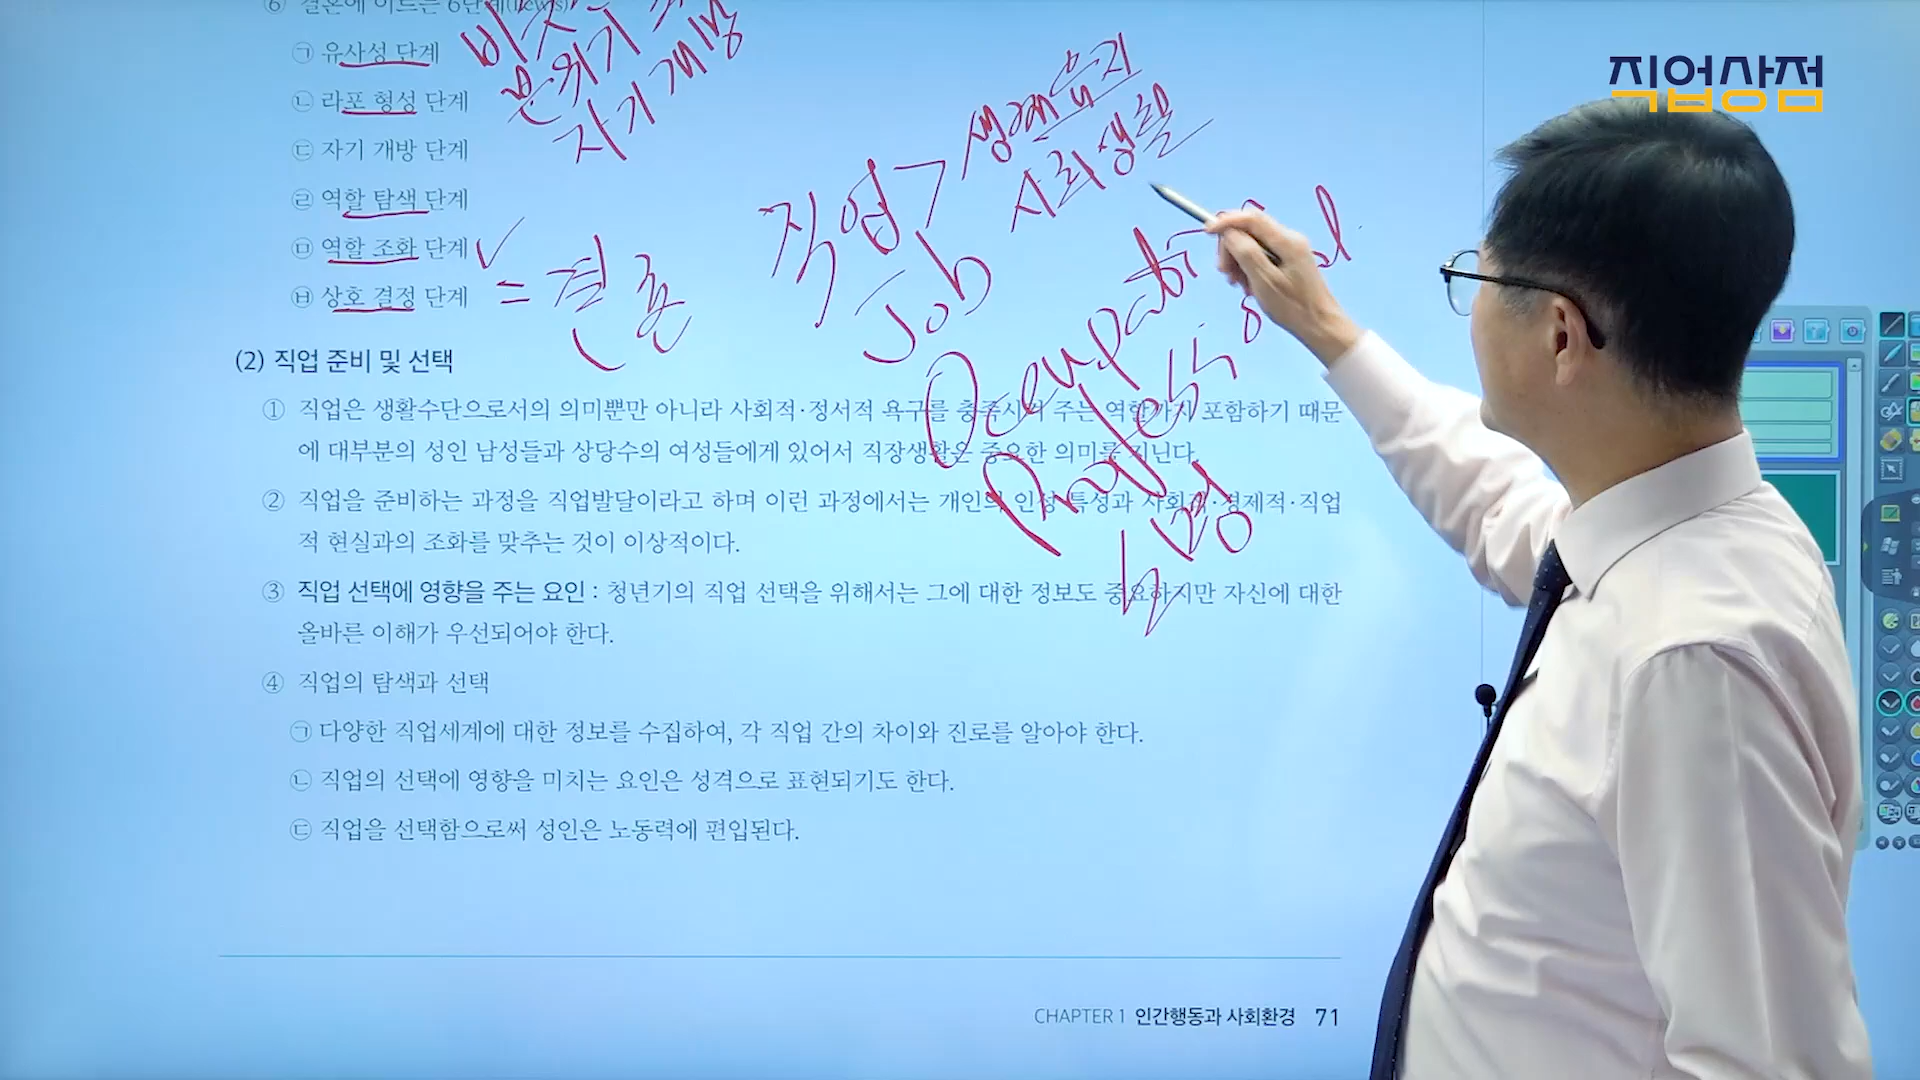 직업상점
⑥ 결혼에 이르는 6단계(Lewis)
㉠ 유사성 단계
㉡ 라포 형성 단계
㉢ 자기 개방 단계
㉣ 역할 탐색 단계
㉤ 역할 조화 단계
㉥ 상호 결정 단계
= 결혼
분위기
자기 개방
직업
생계유지
사회생활
Job
Occupational
(2) 직업 준비 및 선택
① 직업은 생활수단으로서의 의미뿐만 아니라 사회적·정서적 욕구를 충족시켜 주는 역할까지 포함하기 때문
에 대부분의 성인 남성들과 상당수의 여성들에게 있어서 직장생활은 중요한 의미를 지닌다.
② 직업을 준비하는 과정을 직업발달이라고 하며 이런 과정에서는 개인의 인성 특성과 사회적·경제적·직업
적 현실과의 조화를 맞추는 것이 이상적이다.
③ 직업 선택에 영향을 주는 요인 : 청년기의 직업 선택을 위해서는 그에 대한 정보도 중요하지만 자신에 대한
올바른 이해가 우선되어야 한다.
④ 직업의 탐색과 선택
㉠ 다양한 직업세계에 대한 정보를 수집하여, 각 직업 간의 차이와 진로를 알아야 한다.
㉡ 직업의 선택에 영향을 미치는 요인은 성격으로 표현되기도 한다.
㉢ 직업을 선택함으로써 성인은 노동력에 편입된다.
CHAPTER 1 인간행동과 사회환경 71